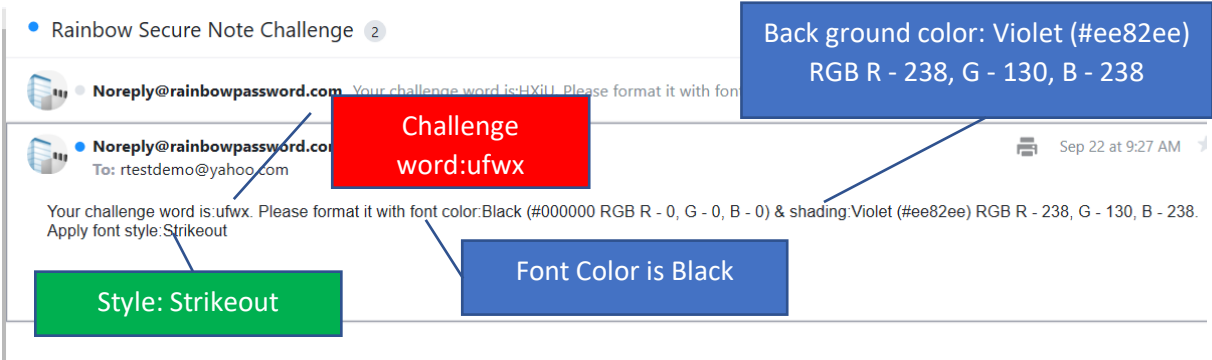 Rainbow Secure Note Challenge 2
Back ground color: Violet (#ee82ee)
RGB R - 238, G - 130, B - 238
Noreply@rainbowpassword.com Your challenge word is:HXiU. Please format it with fon
Challenge
word:ufwx
Noreply@rainbowpassword.co
Sep 22 at 9:27 AM
To: rtestdemo@yahoo.com
Your challenge word is:ufwx. Please format it with font color:Black (#000000 RGB R - 0, G - 0, B - 0) & shading:Violet (#ee82ee) RGB R - 238, G - 130, B - 238.
Apply font style:Strikeout
Font Color is Black
Style: Strikeout